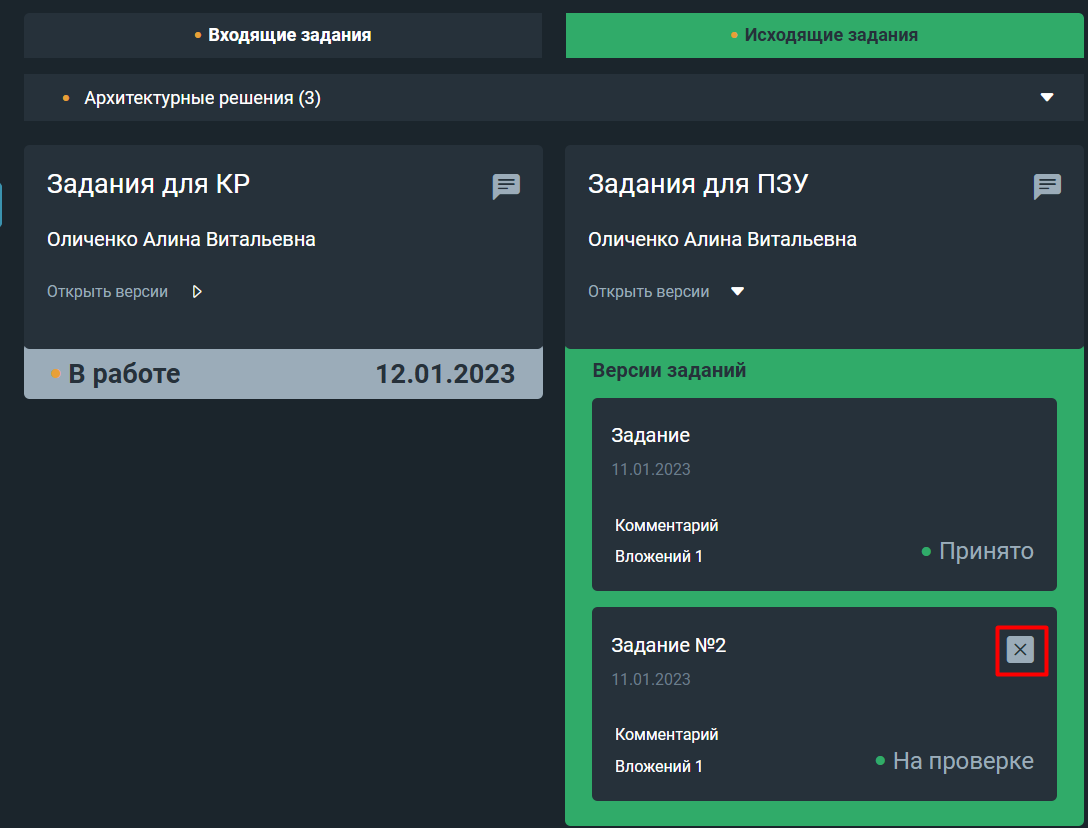 Входящие задания
Исходящие задания
Архитектурные решения (3)
Задания для КР
Оличенко Алина Витальевна
Открыть версии
В работе 12.01.2023
Задания для ПЗУ
Оличенко Алина Витальевна
Открыть версии
Версии заданий
Задание
11.01.2023
Комментарий
Вложений 1
Принято
Задание №2
11.01.2023
Комментарий
Вложений 1
На проверке